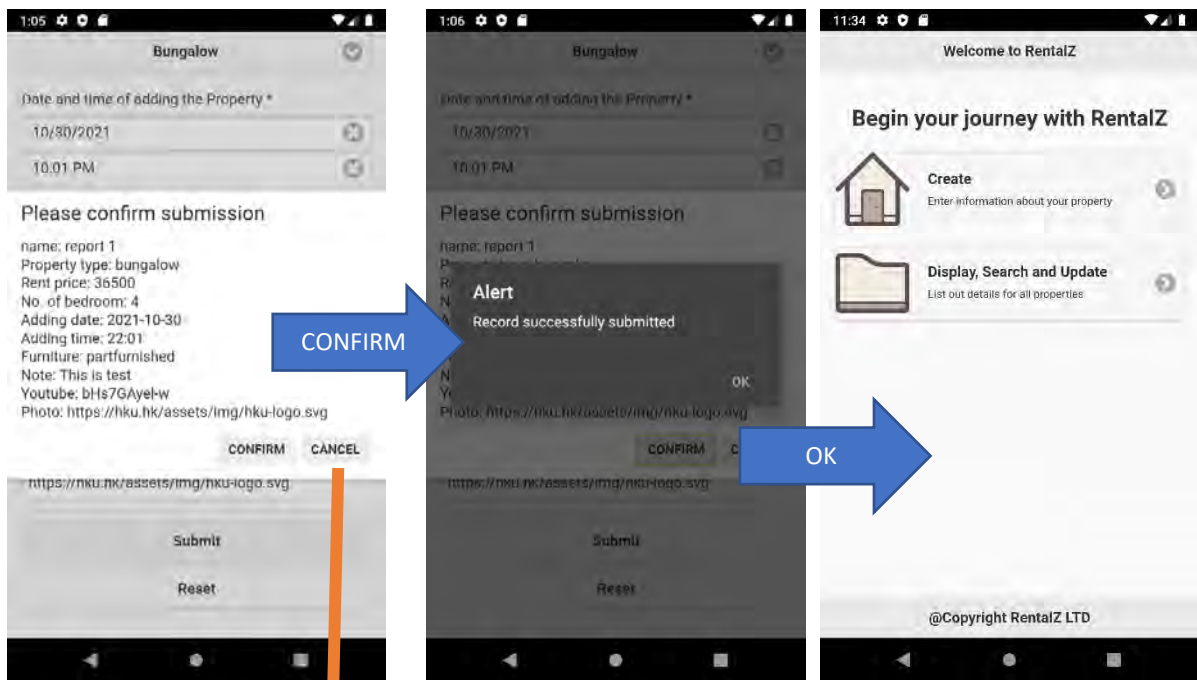 1:05
Bungalow
Date and time of adding the Property *
10/30/2021
10:01 PM
Please confirm submission
name: report 1
Property type: bungalow
Rent price: 36500
No. of bedroom: 4
Adding date: 2021-10-30
Adding time: 22:01
Furniture: partfurnished
Note: This is test
Youtube: bHs7GAyel-w
Photo: https://hku.hk/assets/img/hku-logo.svg
CONFIRM CANCEL
https://hku.hk/assets/img/hku-logo.svg
Submit
Reset
CONFIRM
1:06
Bungalow
Date and time of adding the Property *
10/30/2021
10:01 PM
Please confirm submission
name: report 1
Alert
Record successfully submitted
OK
Photo: https://hku.hk/assets/img/hku-logo.svg
CONFIRM
https://hku.hk/assets/img/hku-logo.svg
Submit
Reset
OK
11:34
Welcome to RentalZ
Begin your journey with RentalZ
Create
Enter information about your property
Display, Search and Update
List out details for all properties
@Copyright RentalZ LTD